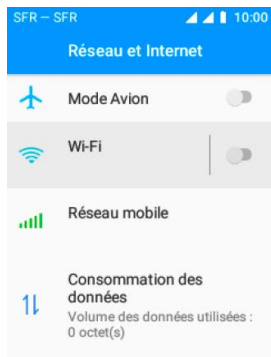 SFR — SFR 10:00
Réseau et Internet
Mode Avion
Wi-Fi
Réseau mobile
Consommation des
données
Volume des données utilisées :
0 octet(s)